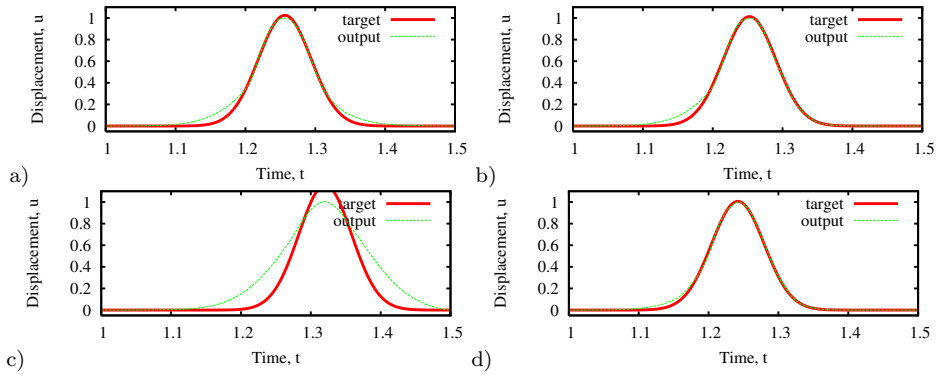 Displacement, u
1
0.8
0.6
0.4
0.2
0
target
output
1
1.1
1.2
1.3
1.4
1.5
Time, t
a)
Displacement, u
1
0.8
0.6
0.4
0.2
0
target
output
1
1.1
1.2
1.3
1.4
1.5
Time, t
b)
Displacement, u
1
0.8
0.6
0.4
0.2
0
target
output
1
1.1
1.2
1.3
1.4
1.5
Time, t
c)
Displacement, u
1
0.8
0.6
0.4
0.2
0
target
output
1
1.1
1.2
1.3
1.4
1.5
Time, t
d)